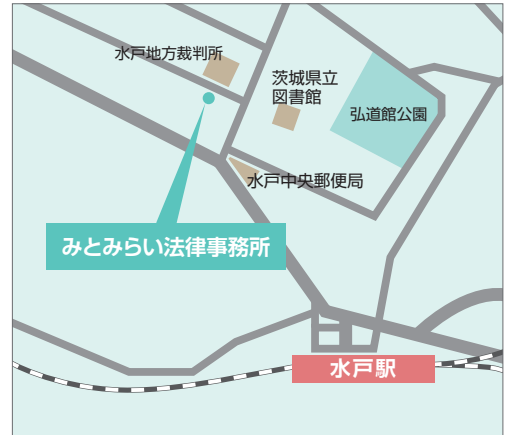 水戸地方裁判所
茨城県立
図書館
弘道館公園
水戸中央郵便局
みとみらい法律事務所
水戸駅